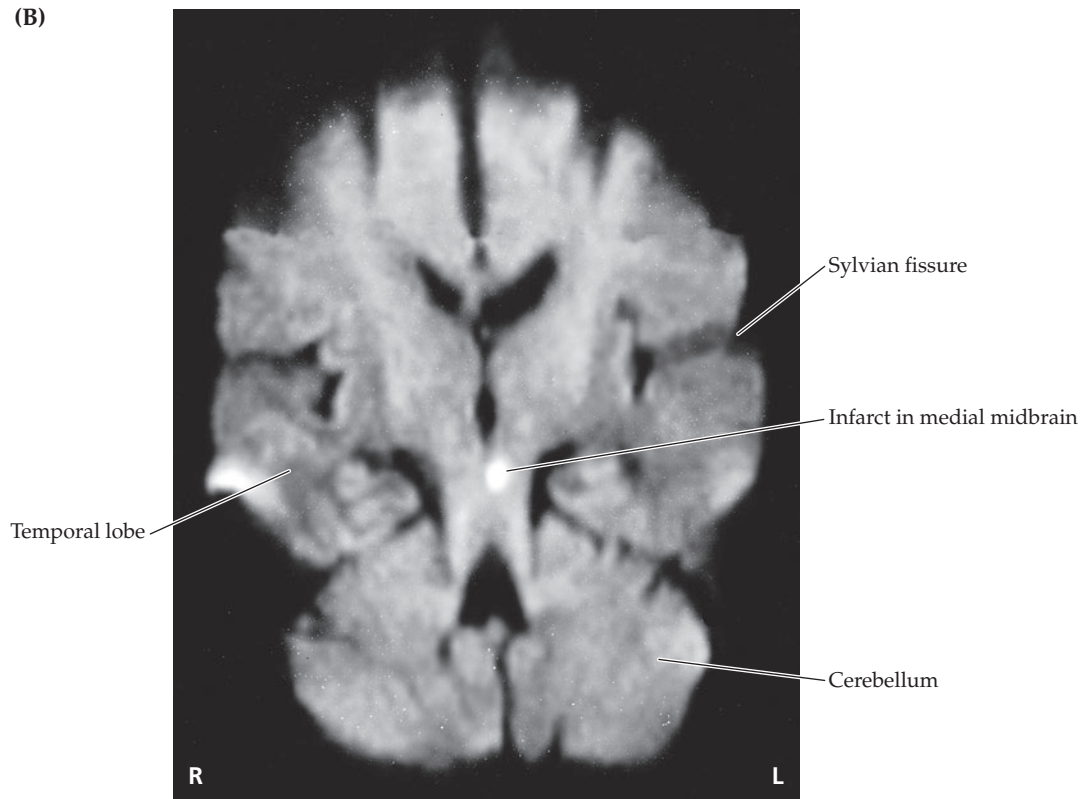 (B)
Sylvian fissure
Infarct in medial midbrain
Temporal lobe
Cerebellum
R
L